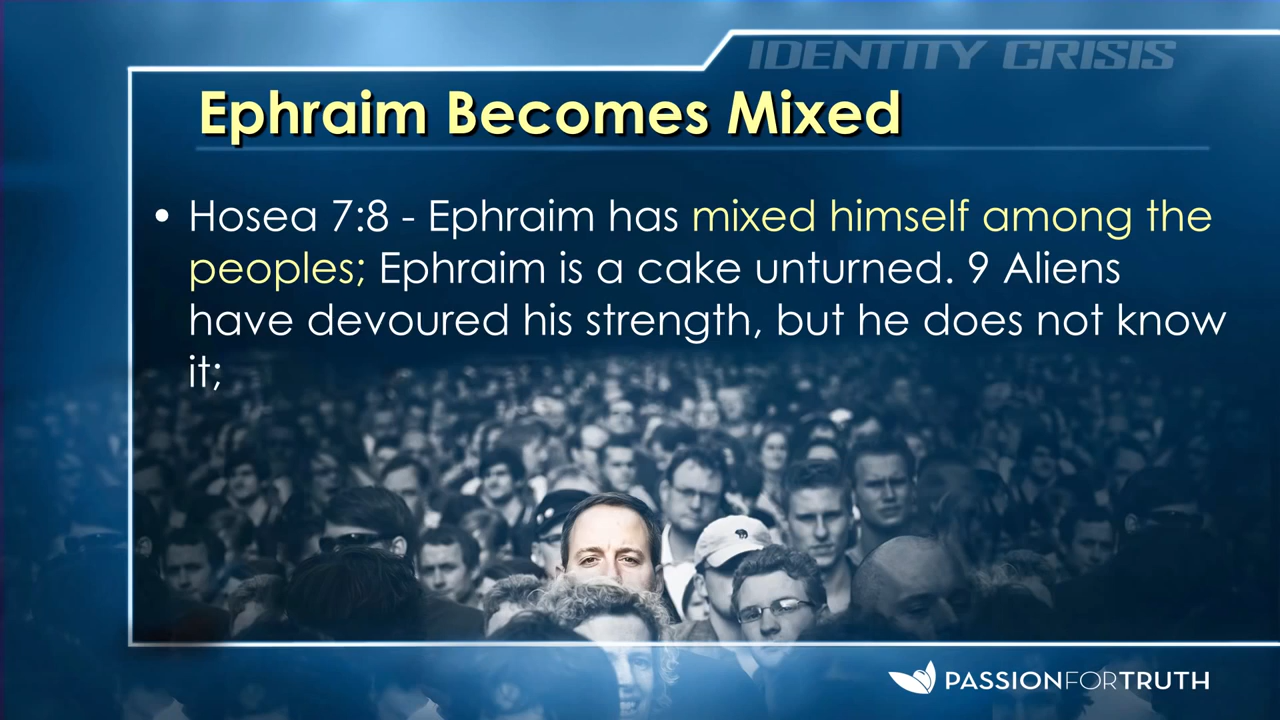 IDENTITY CRISIS
Ephraim Becomes Mixed
• Hosea 7:8 - Ephraim has mixed himself among the
peoples; Ephraim is a cake unturned. 9 Aliens
have devoured his strength, but he does not know
it;
PASSIONFORTRUTH